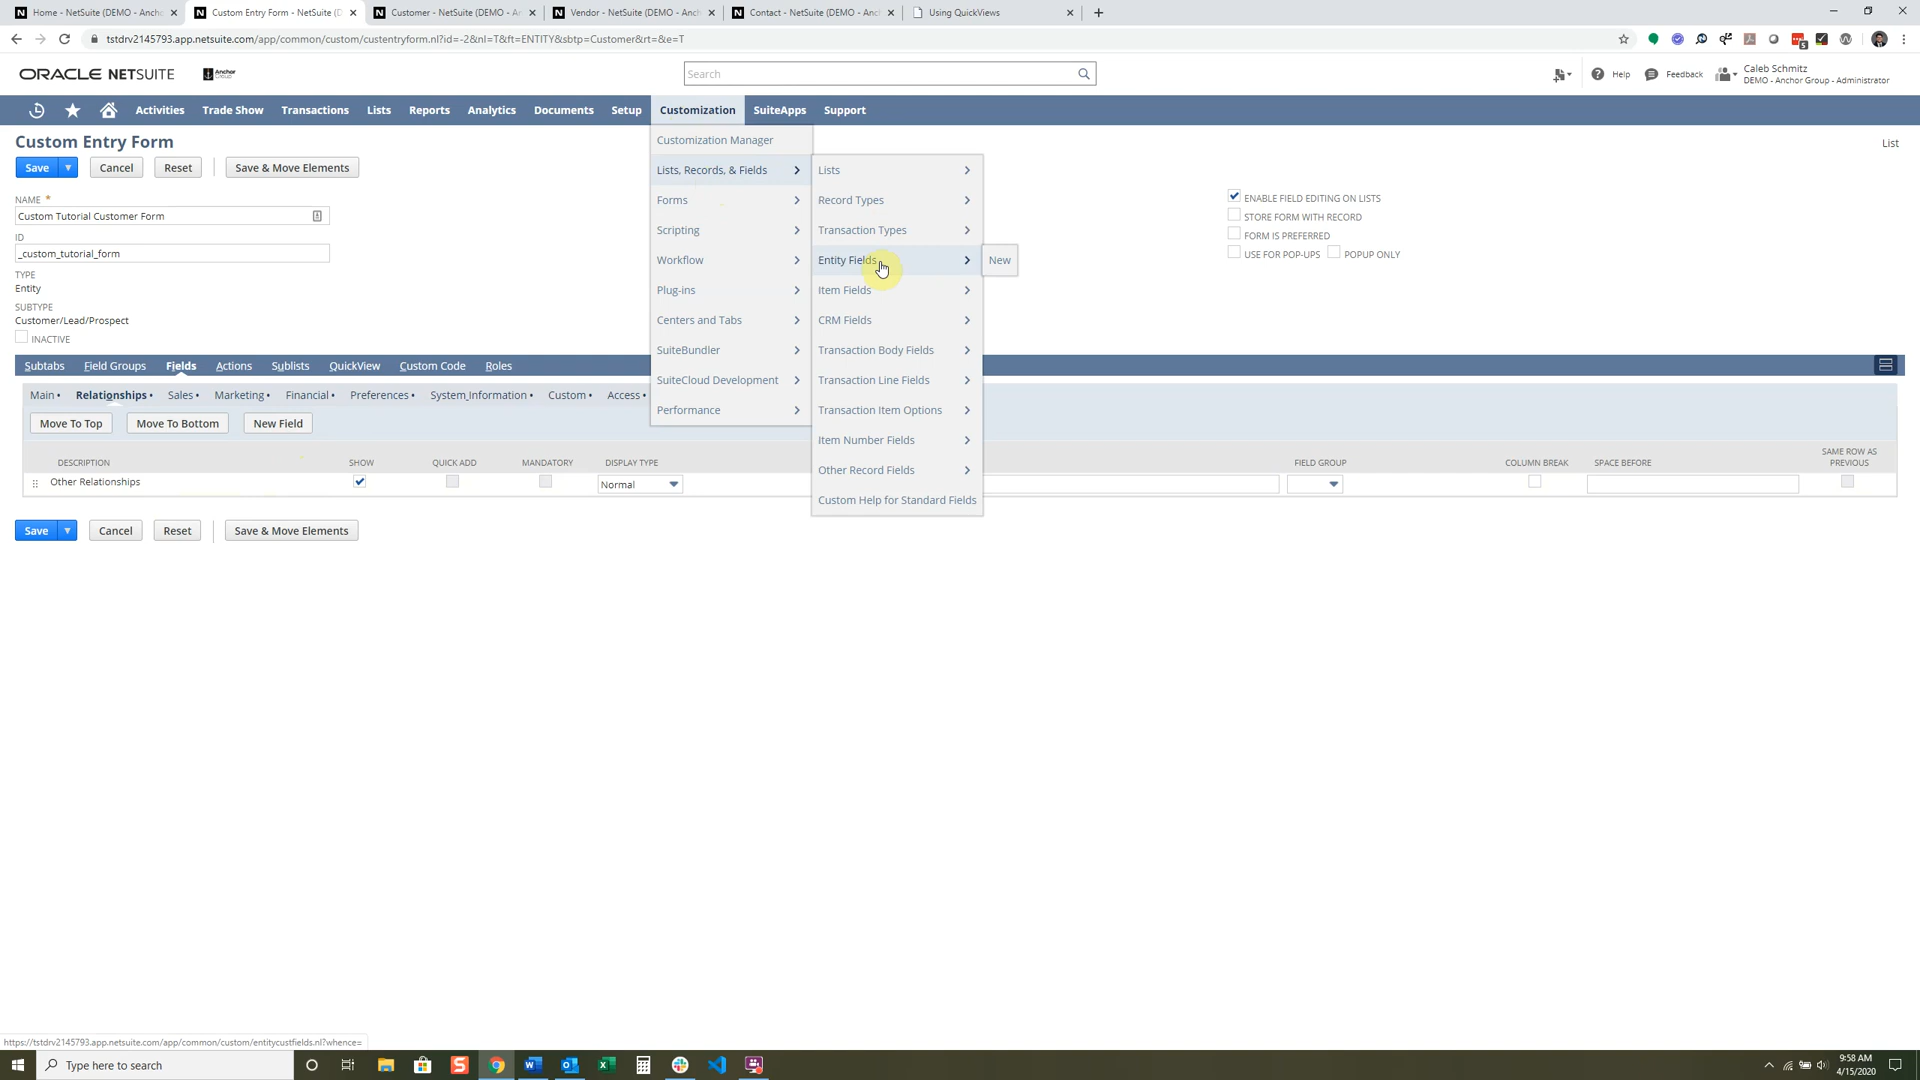 Home - NetSuite (DEMO - Ancho
Custom Entry Form - NetSuite (D
Customer - NetSuite (DEMO - An
Vendor - NetSuite (DEMO - Anch
Contact - NetSuite (DEMO - Anc
Using QuickViews
tstdrv2145793.app.netsuite.com/app/common/custom/custentryform.nl?id=-2&nl=T&ft=ENTITY&sbtp=Customer&rt=&e=T
ORACLE NETSUITE
Anchor
Search
Help
Feedback
Caleb Schmitz
DEMO - Anchor Group - Administrator
Activities
Trade Show
Transactions
Lists
Reports
Analytics
Documents
Setup
Customization
SuiteApps
Support
Custom Entry Form
List
Save
Cancel
Reset
Save & Move Elements
NAME *
Custom Tutorial Customer Form
ID
_custom_tutorial_form
TYPE
Entity
SUBTYPE
Customer/Lead/Prospect
INACTIVE
ENABLE FIELD EDITING ON LISTS
STORE FORM WITH RECORD
FORM IS PREFERRED
USE FOR POP-UPS
POPUP ONLY
Customization Manager
Lists, Records, & Fields
Forms
Scripting
Workflow
Plug-ins
Centers and Tabs
SuiteBundler
SuiteCloud Development
Performance
Lists
Record Types
Transaction Types
Entity Fields
Item Fields
CRM Fields
Transaction Body Fields
Transaction Line Fields
Transaction Item Options
Item Number Fields
Other Record Fields
Custom Help for Standard Fields
New
Subtabs
Field Groups
Fields
Actions
Sublists
QuickView
Custom Code
Roles
Main •
Relationships •
Sales •
Marketing •
Financial •
Preferences •
System Information •
Custom •
Access •
Move To Top
Move To Bottom
New Field
DESCRIPTION
SHOW
QUICK ADD
MANDATORY
DISPLAY TYPE
FIELD GROUP
COLUMN BREAK
SPACE BEFORE
SAME ROW AS
PREVIOUS
Other Relationships
Normal
Save
Cancel
Reset
Save & Move Elements
https://tstdrv2145793.app.netsuite.com/app/common/custom/entitycustfields.nl?whence=
Type here to search
9:58 AM
4/15/2020